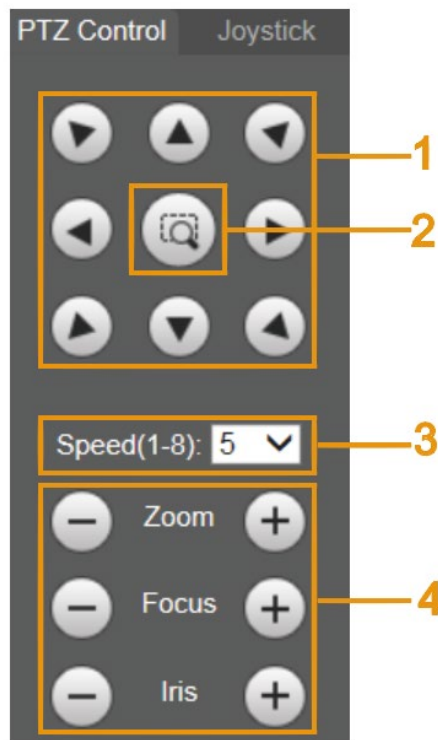 PTZ Control Joystick
1
2
Speed(1-8): 5
3
Zoom
Focus
4
Iris